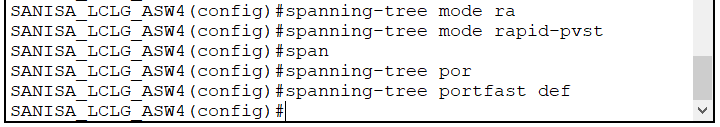 SANISA_LCLG_ASW4(config)#spanning-tree mode ra
SANISA_LCLG_ASW4(config)#spanning-tree mode rapid-pvst
SANISA_LCLG_ASW4(config)#span
SANISA_LCLG_ASW4(config)#spanning-tree por
SANISA_LCLG_ASW4(config)#spanning-tree portfast def
SANISA_LCLG_ASW4(config)#